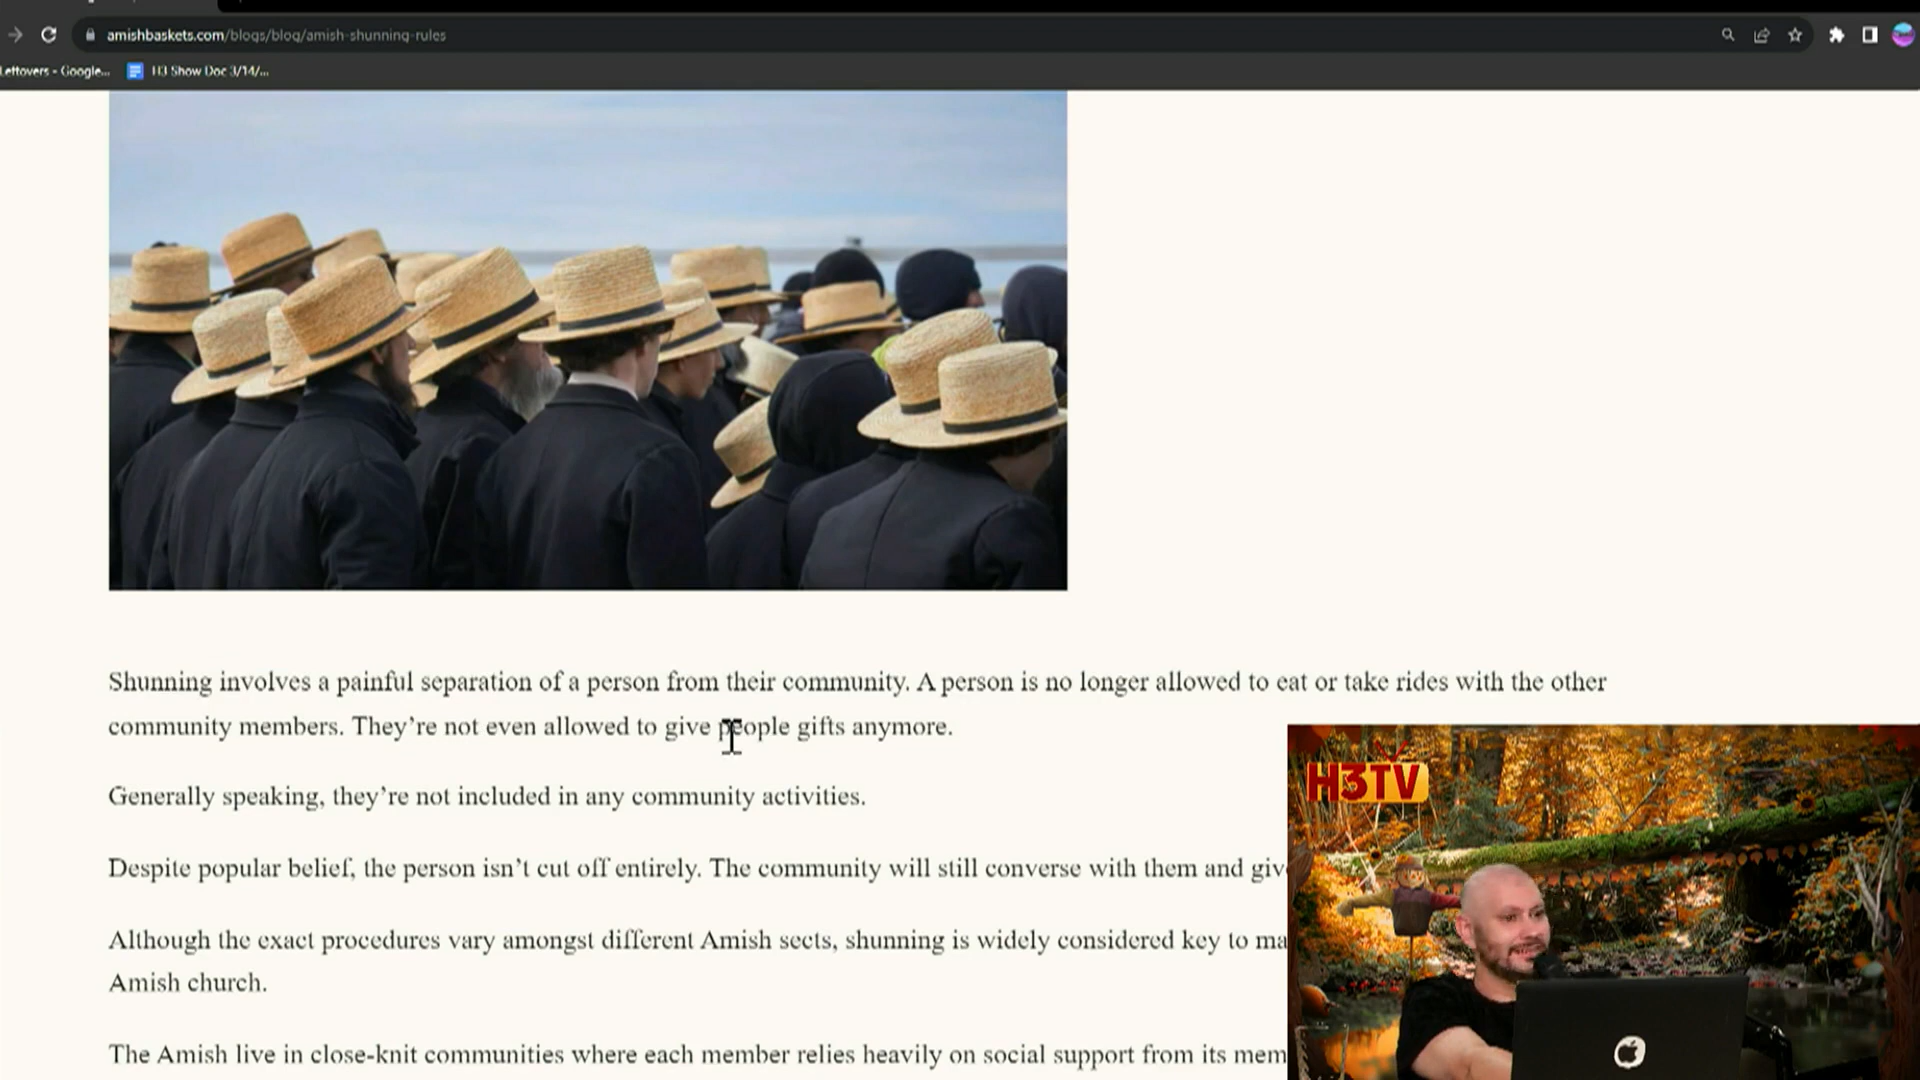 amishbaskets.com/blogs/blog/amish-shunning-rules
Leftovers - Google...
H3 Show Doc 3/14/...
Shunning involves a painful separation of a person from their community. A person is no longer allowed to eat or take rides with the other
community members. They're not even allowed to give people gifts anymore.
Generally speaking, they're not included in any community activities.
Despite popular belief, the person isn't cut off entirely. The community will still converse with them and
Although the exact procedures vary amongst different Amish sects, shunning is widely considered key to
Amish church.
The Amish live in close-knit communities where each member relies heavily on social support from its
H3TV